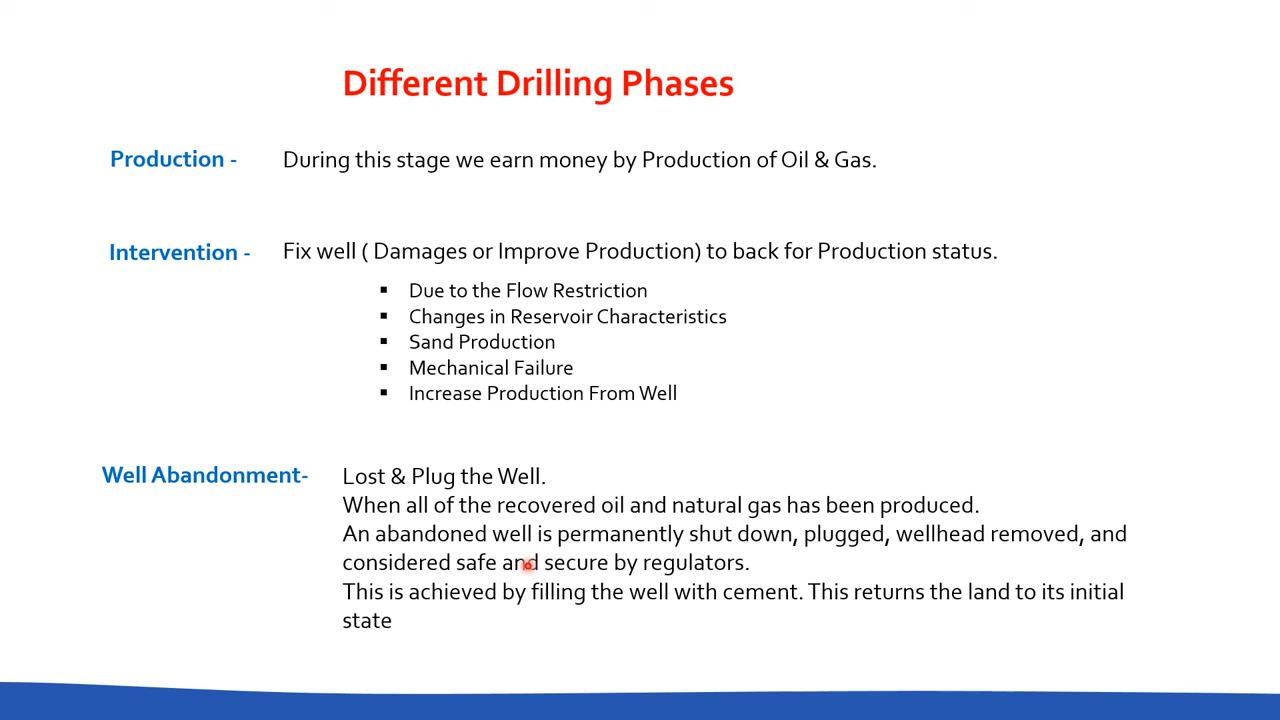 Different Drilling Phases
Production - During this stage we earn money by Production of Oil & Gas.
Intervention - Fix well ( Damages or Improve Production) to back for Production status.
▪ Due to the Flow Restriction
▪ Changes in Reservoir Characteristics
▪ Sand Production
▪ Mechanical Failure
▪ Increase Production From Well
Well Abandonment- Lost & Plug the Well.
When all of the recovered oil and natural gas has been produced.
An abandoned well is permanently shut down, plugged, wellhead removed, and
considered safe and secure by regulators.
This is achieved by filling the well with cement. This returns the land to its initial
state